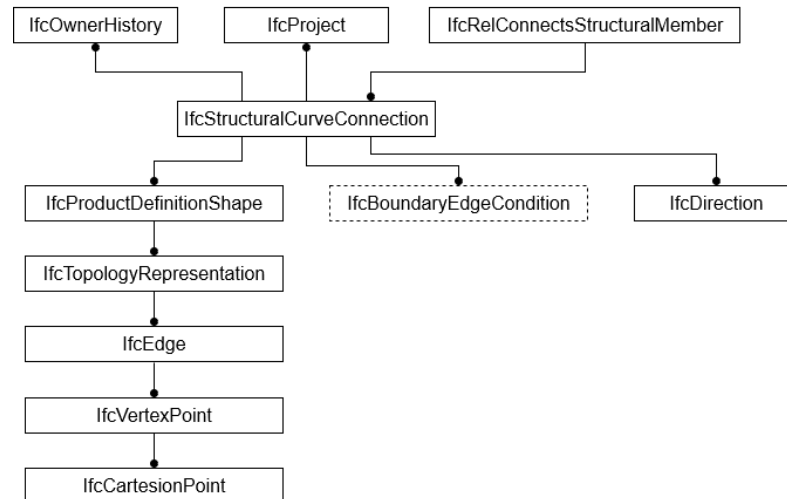 IfcOwnerHistory
IfcProject
IfcRelConnectsStructuralMember
IfcStructuralCurveConnection
IfcProductDefinitionShape
IfcBoundaryEdgeCondition
IfcDirection
IfcTopologyRepresentation
IfcEdge
IfcVertexPoint
IfcCartesionPoint